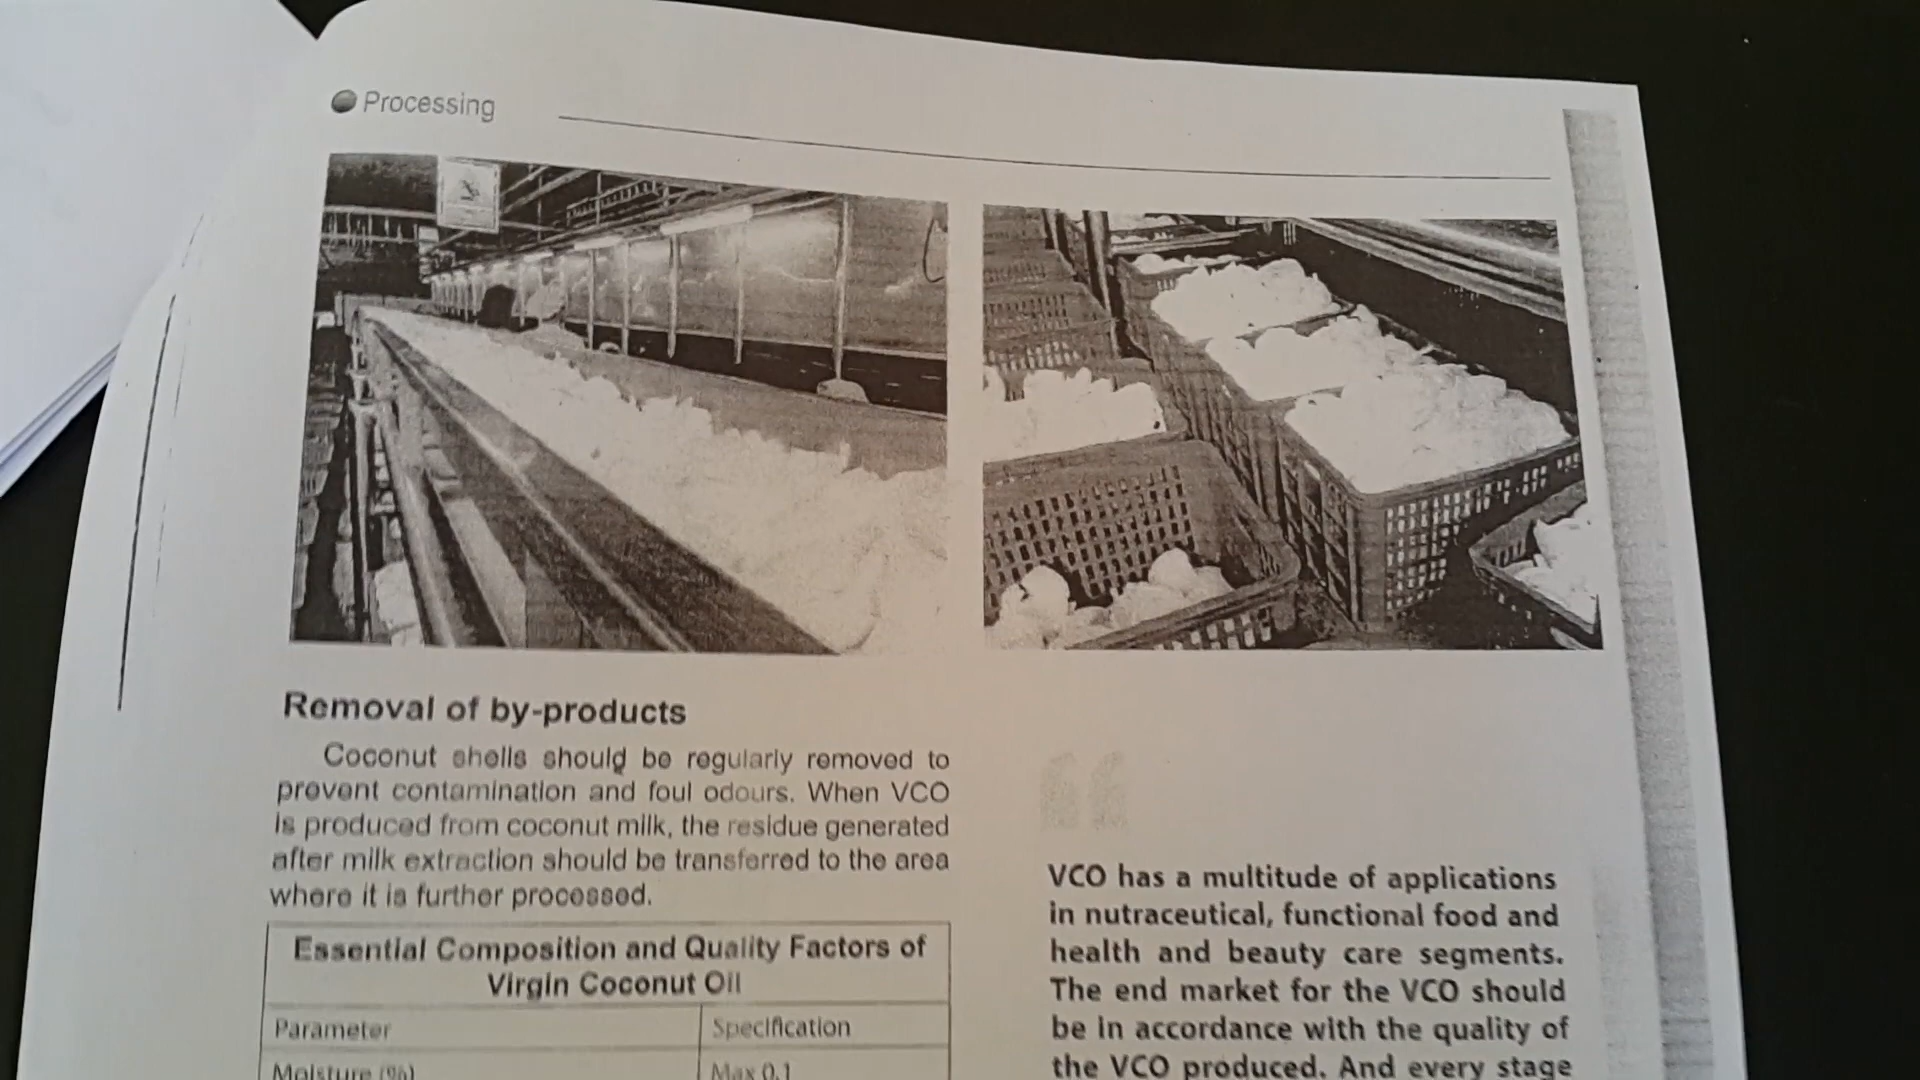 Processing
Removal of by-products
Coconut shells should be regularly removed to
prevent contamination and foul odours. When VCO
is produced from coconut milk, the residue generated
after milk extraction should be transferred to the area
where it is further processed.
Essential Composition and Quality Factors of
Virgin Coconut Oil
Parameter Specification
Moisture (%) Max 0.1
“
VCO has a multitude of applications
in nutraceutical, functional food and
health and beauty care segments.
The end market for the VCO should
be in accordance with the quality of
the VCO produced. And every stage